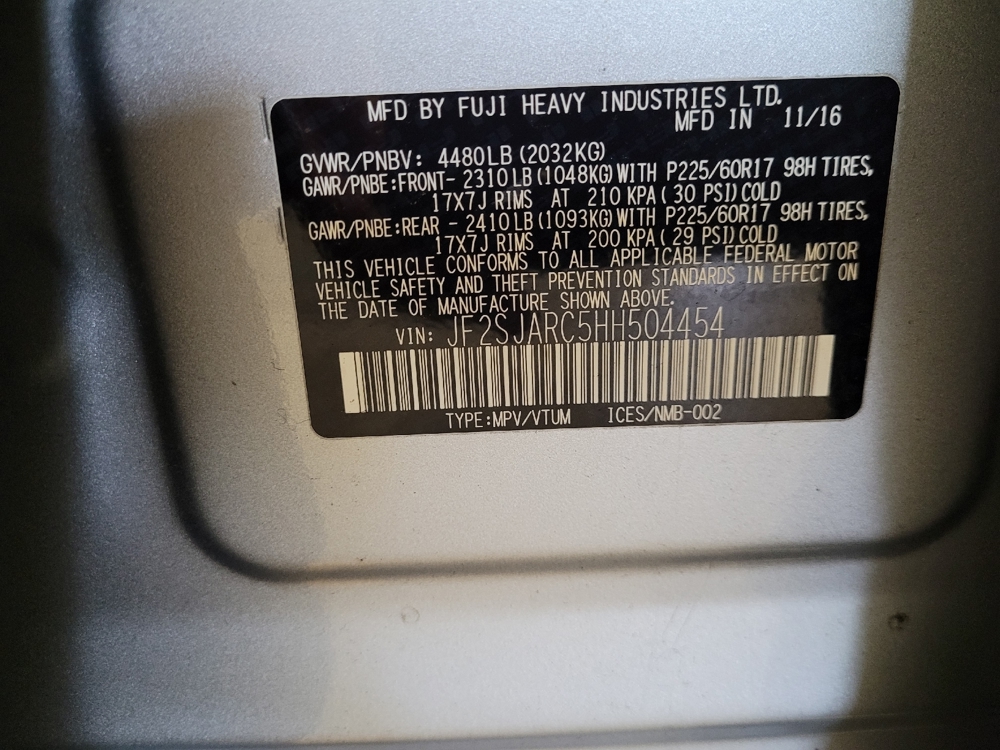 MFD BY FUJI HEAVY INDUSTRIES LTD.
MFD IN 11/16
GVWR/PNBV: 4480LB (2032KG)
GAWR/PNBE:FRONT- 2310LB (1048KG) WITH P225/60R17 98H TIRES,
17X7J RIMS AT 210 KPA ( 30 PSI) COLD
GAWR/PNBE:REAR - 2410LB (1093KG) WITH P225/60R17 98H TIRES,
17X7J RIMS AT 200 KPA ( 29 PSI) COLD
THIS VEHICLE CONFORMS TO ALL APPLICABLE FEDERAL MOTOR
VEHICLE SAFETY AND THEFT PREVENTION STANDARDS IN EFFECT ON
THE DATE OF MANUFACTURE SHOWN ABOVE.
VIN: JF2SJARC5HH504454
TYPE:MPV/VTUM ICES/NMB-002